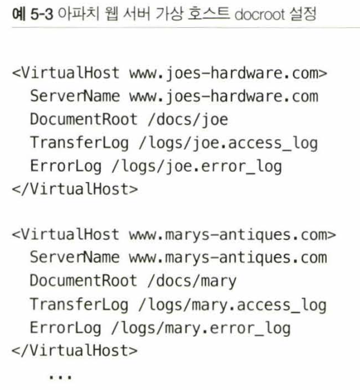 예 5-3 아파치 웹 서버 가상 호스트 docroot 설정
<VirtualHost www.joes-hardware.com>
ServerName www.joes-hardware.com
DocumentRoot /docs/joe
TransferLog /logs/joe.access_log
ErrorLog /logs/joe.error_log
</VirtualHost>
<VirtualHost www.marys-antiques.com>
ServerName www.marys-antiques.com
DocumentRoot /docs/mary
TransferLog /logs/mary.access_log
ErrorLog /logs/mary.error_log
</VirtualHost>
...